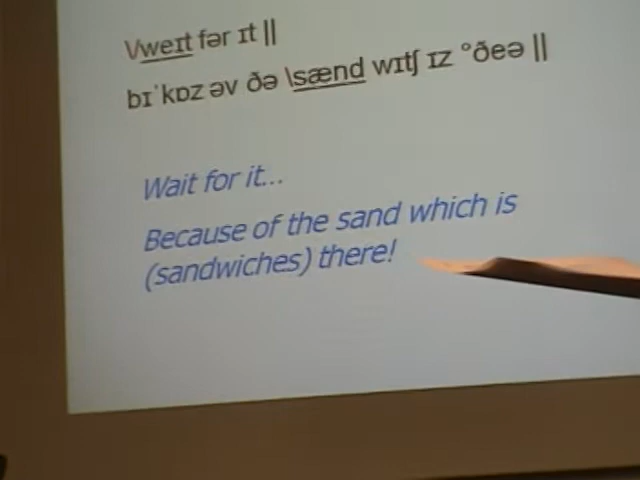 \/weɪt fər ɪt ||
bɪˈkɒz əv ðə \sænd wɪtʃ ɪz °ðeə ||
Wait for it...
Because of the sand which is
(sandwiches) there!